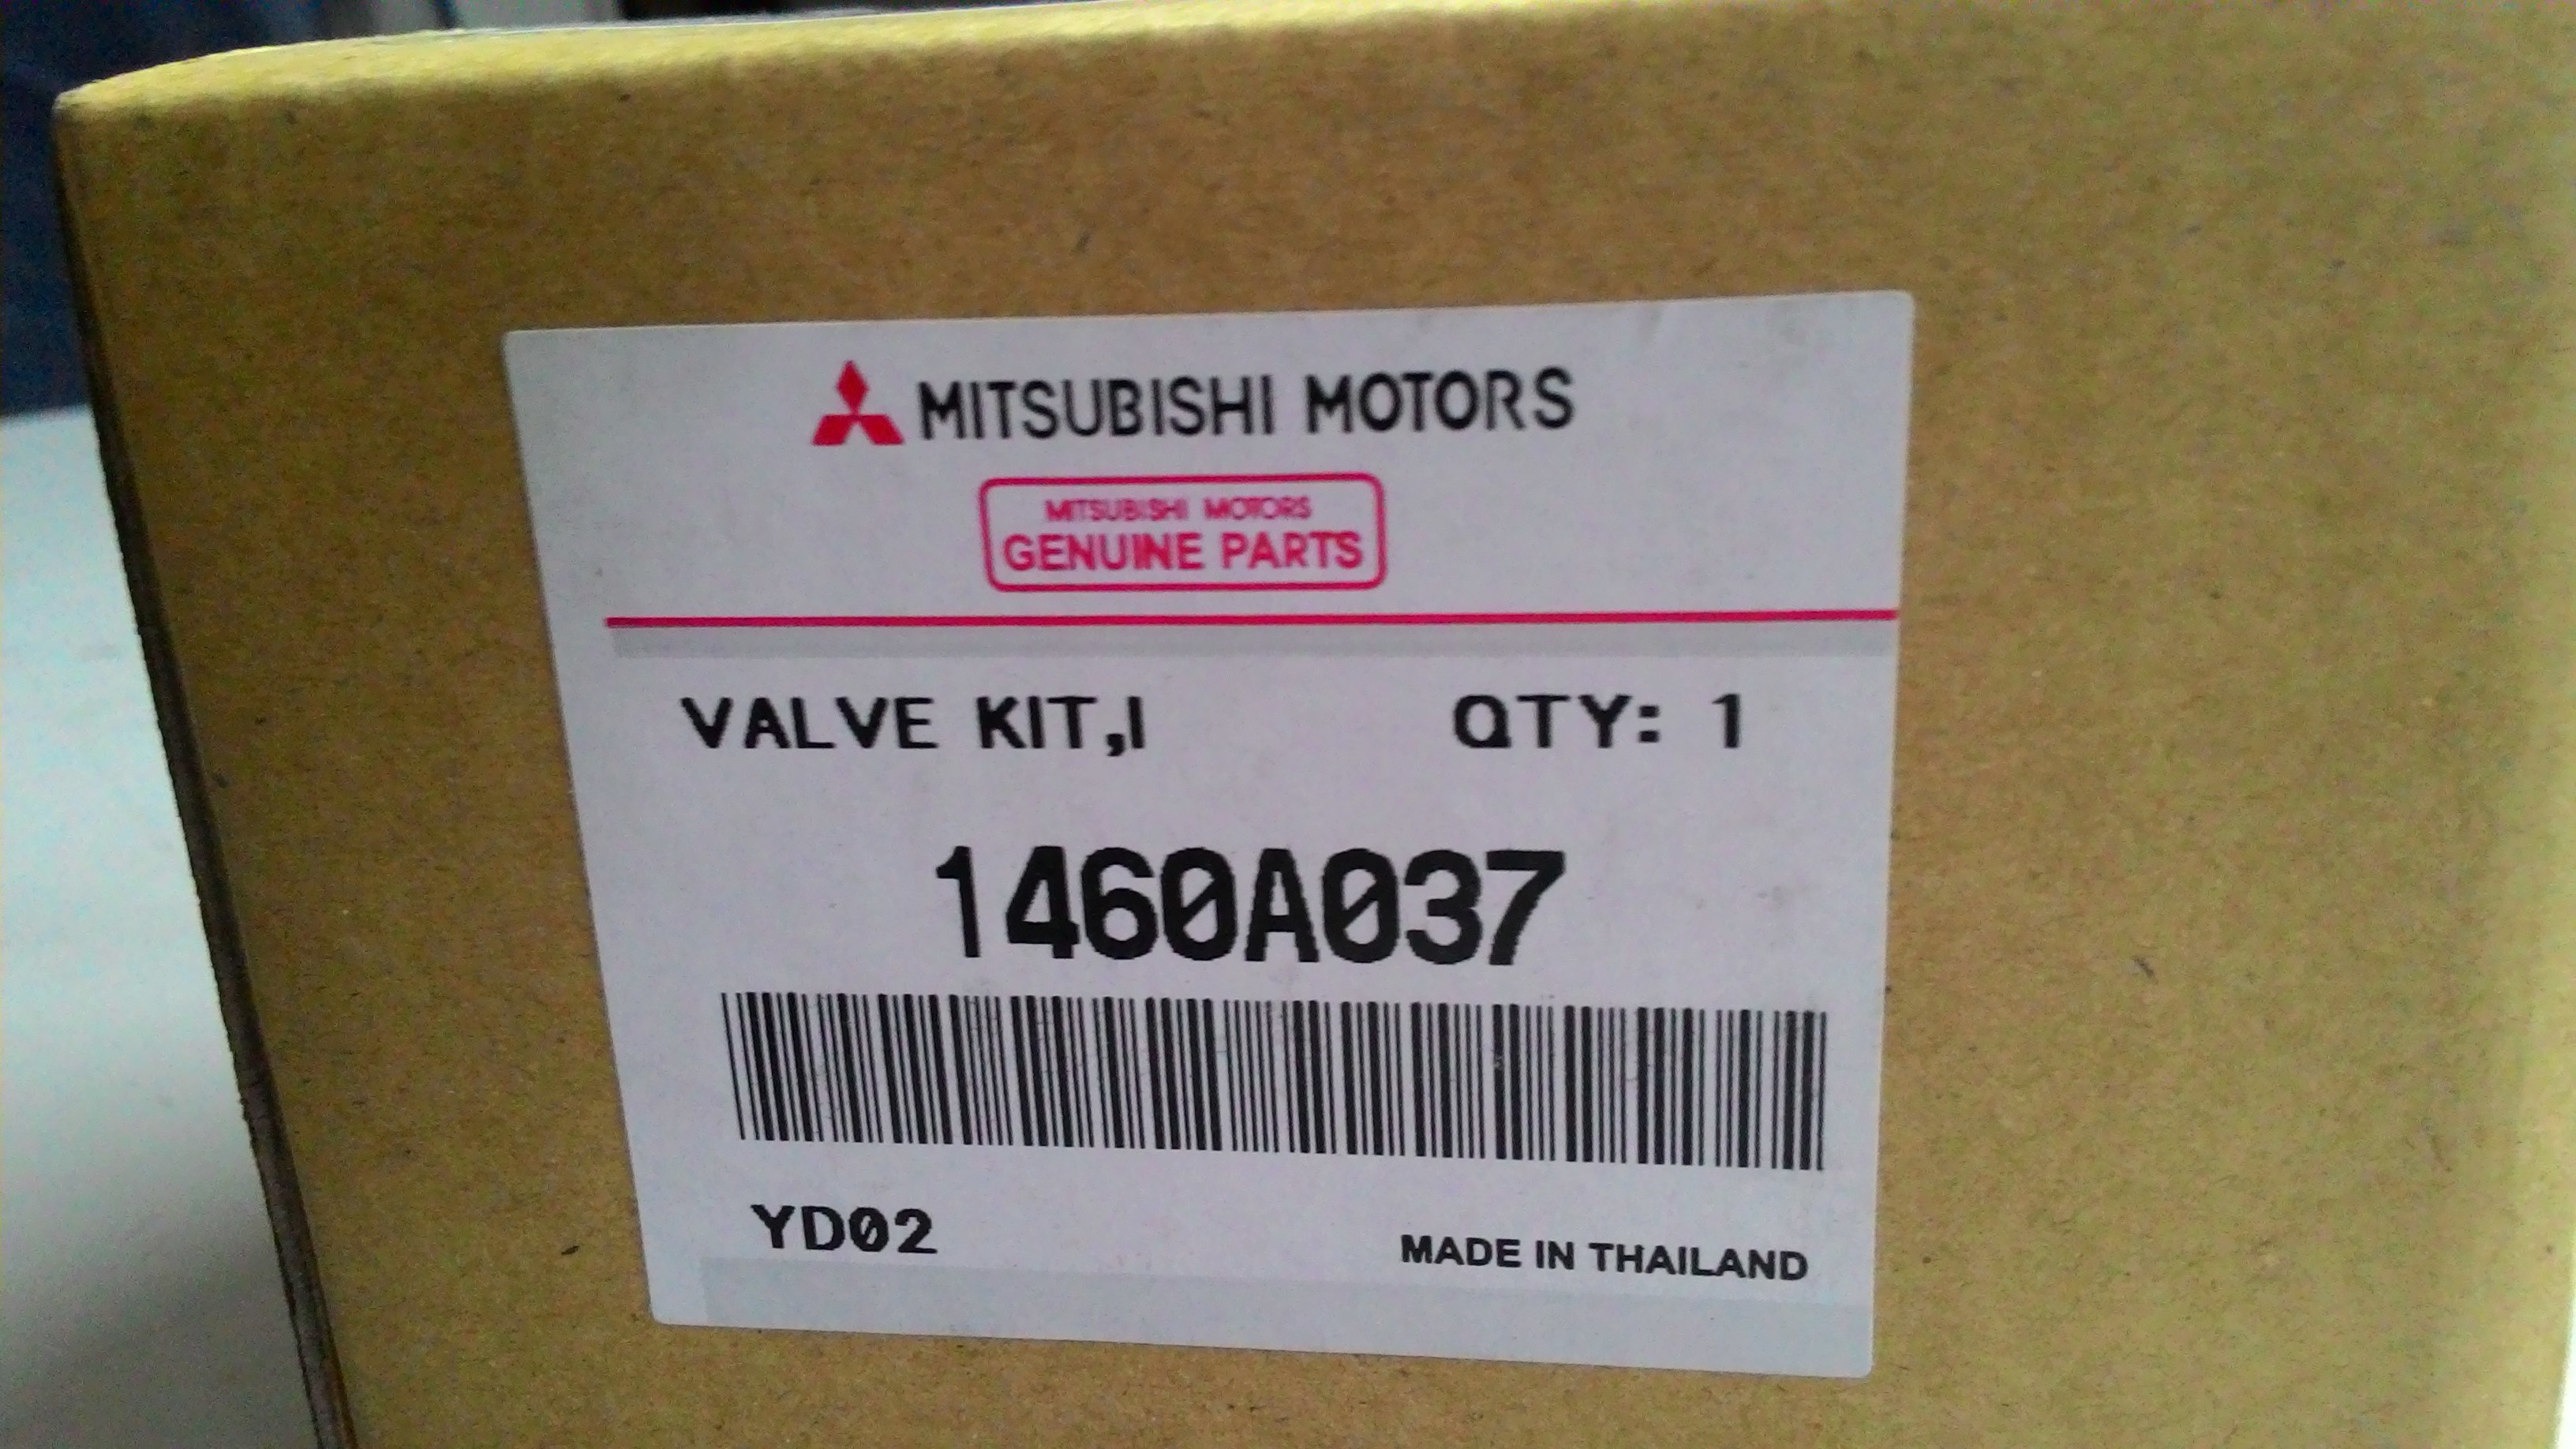 MITSUBISHI MOTORS
MITSUBISHI MOTORS
GENUINE PARTS
VALVE KIT,I QTY: 1
1460A037
YD02 MADE IN THAILAND